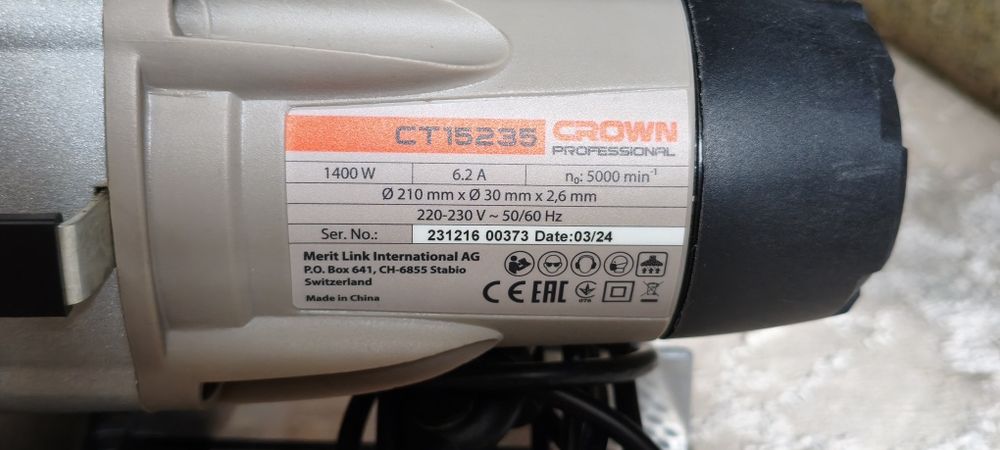 CT15235 CROWN
PROFESSIONAL
1400 W 6.2 A n₀: 5000 min⁻¹
Ø 210 mm x Ø 30 mm x 2,6 mm
220-230 V ~ 50/60 Hz
Ser. No.: 231216 00373 Date:03/24
Merit Link International AG
P.O. Box 641, CH-6855 Stabio
Switzerland
Made in China
CE EAC